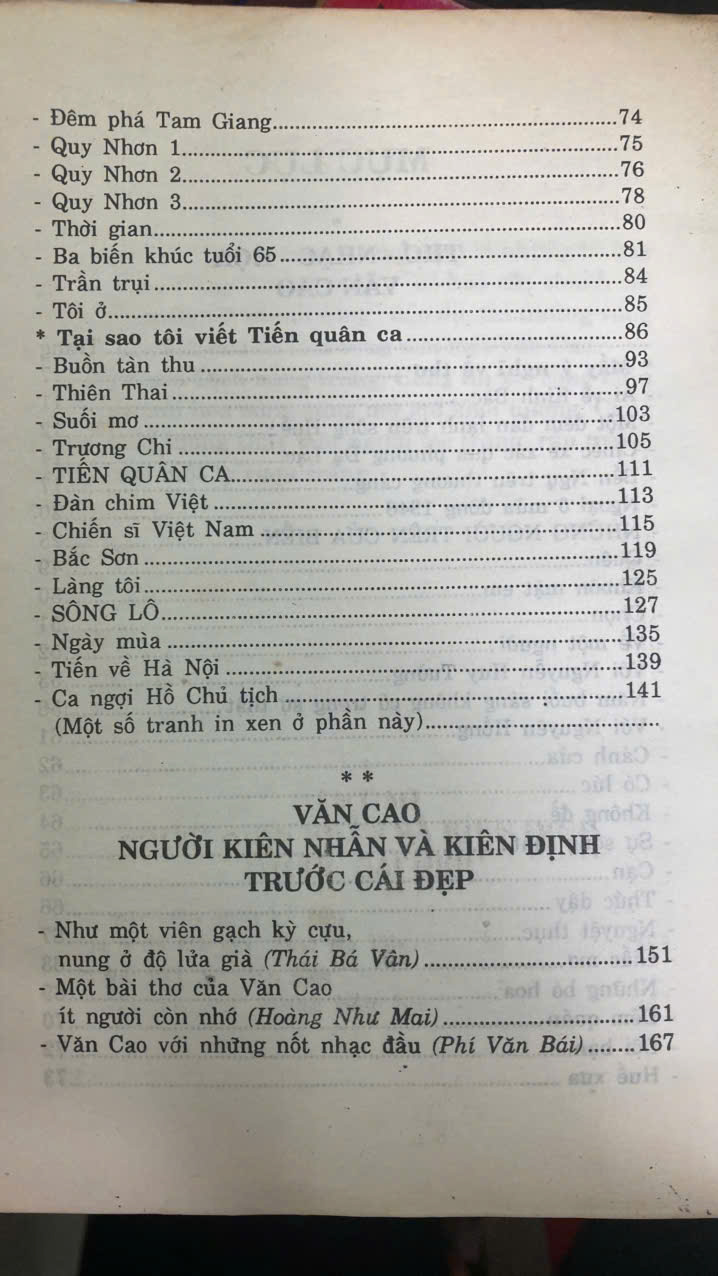 - Đêm phá Tam Giang....................74
- Quy Nhơn 1....................75
- Quy Nhơn 2....................76
- Quy Nhơn 3....................78
- Thời gian....................80
- Ba biến khúc tuổi 65....................81
- Trần trụi....................84
- Tôi ở....................85
* Tại sao tôi viết Tiến quân ca....................86
- Buồn tàn thu....................93
- Thiên Thai....................97
- Suối mơ....................103
- Trương Chi....................105
- TIẾN QUÂN CA....................111
- Đàn chim Việt....................113
- Chiến sĩ Việt Nam....................115
- Bắc Sơn....................119
- Làng tôi....................125
- SÔNG LÔ....................127
- Ngày mùa....................135
- Tiến về Hà Nội....................139
- Ca ngợi Hồ Chủ tịch....................141
(Một số tranh in xen ở phần này)....................
* *
VĂN CAO
NGƯỜI KIÊN NHẪN VÀ KIÊN ĐỊNH
TRƯỚC CÁI ĐẸP
- Như một viên gạch kỳ cựu,
nung ở độ lửa già (Thái Bá Vân)....................151
- Một bài thơ của Văn Cao
ít người còn nhớ (Hoàng Như Mai)....................161
- Văn Cao với những nốt nhạc đầu (Phí Văn Bái)........167